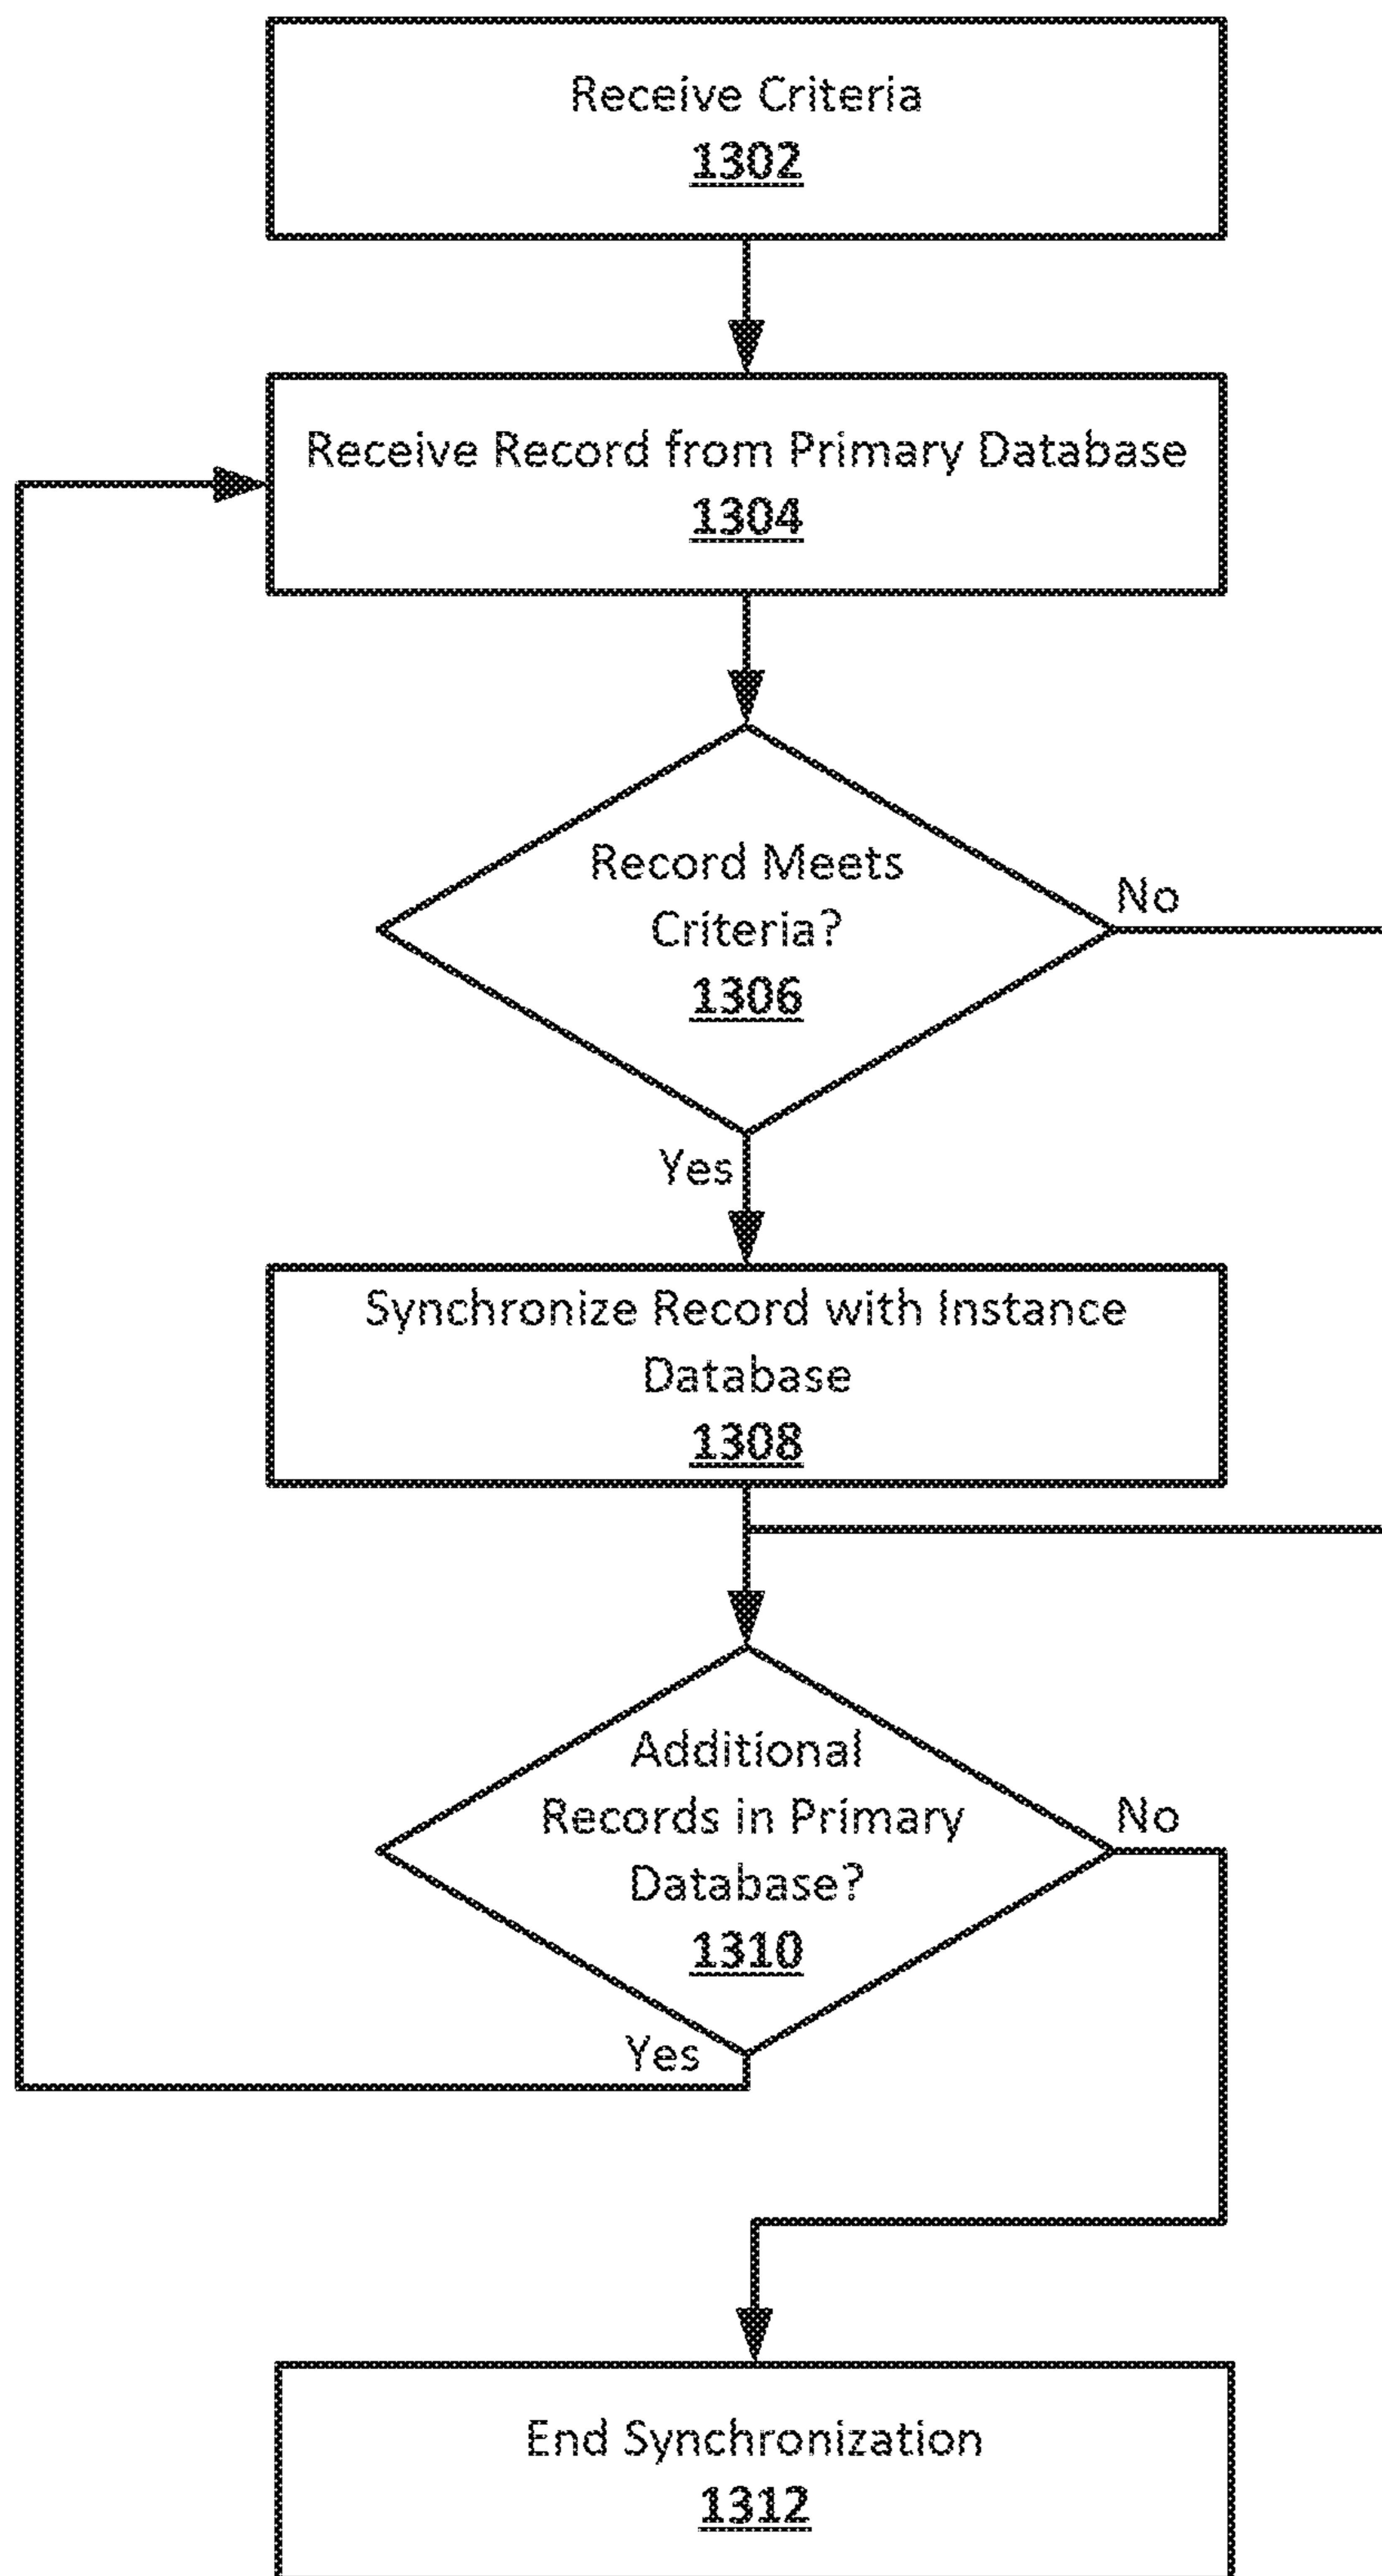 Receive Criteria
1302
Receive Record from Primary Database
1304
Record Meets
Criteria?
1306
No
Yes
Synchronize Record with Instance
Database
1308
Additional
Records in Primary
Database?
1310
No
Yes
End Synchronization
1312